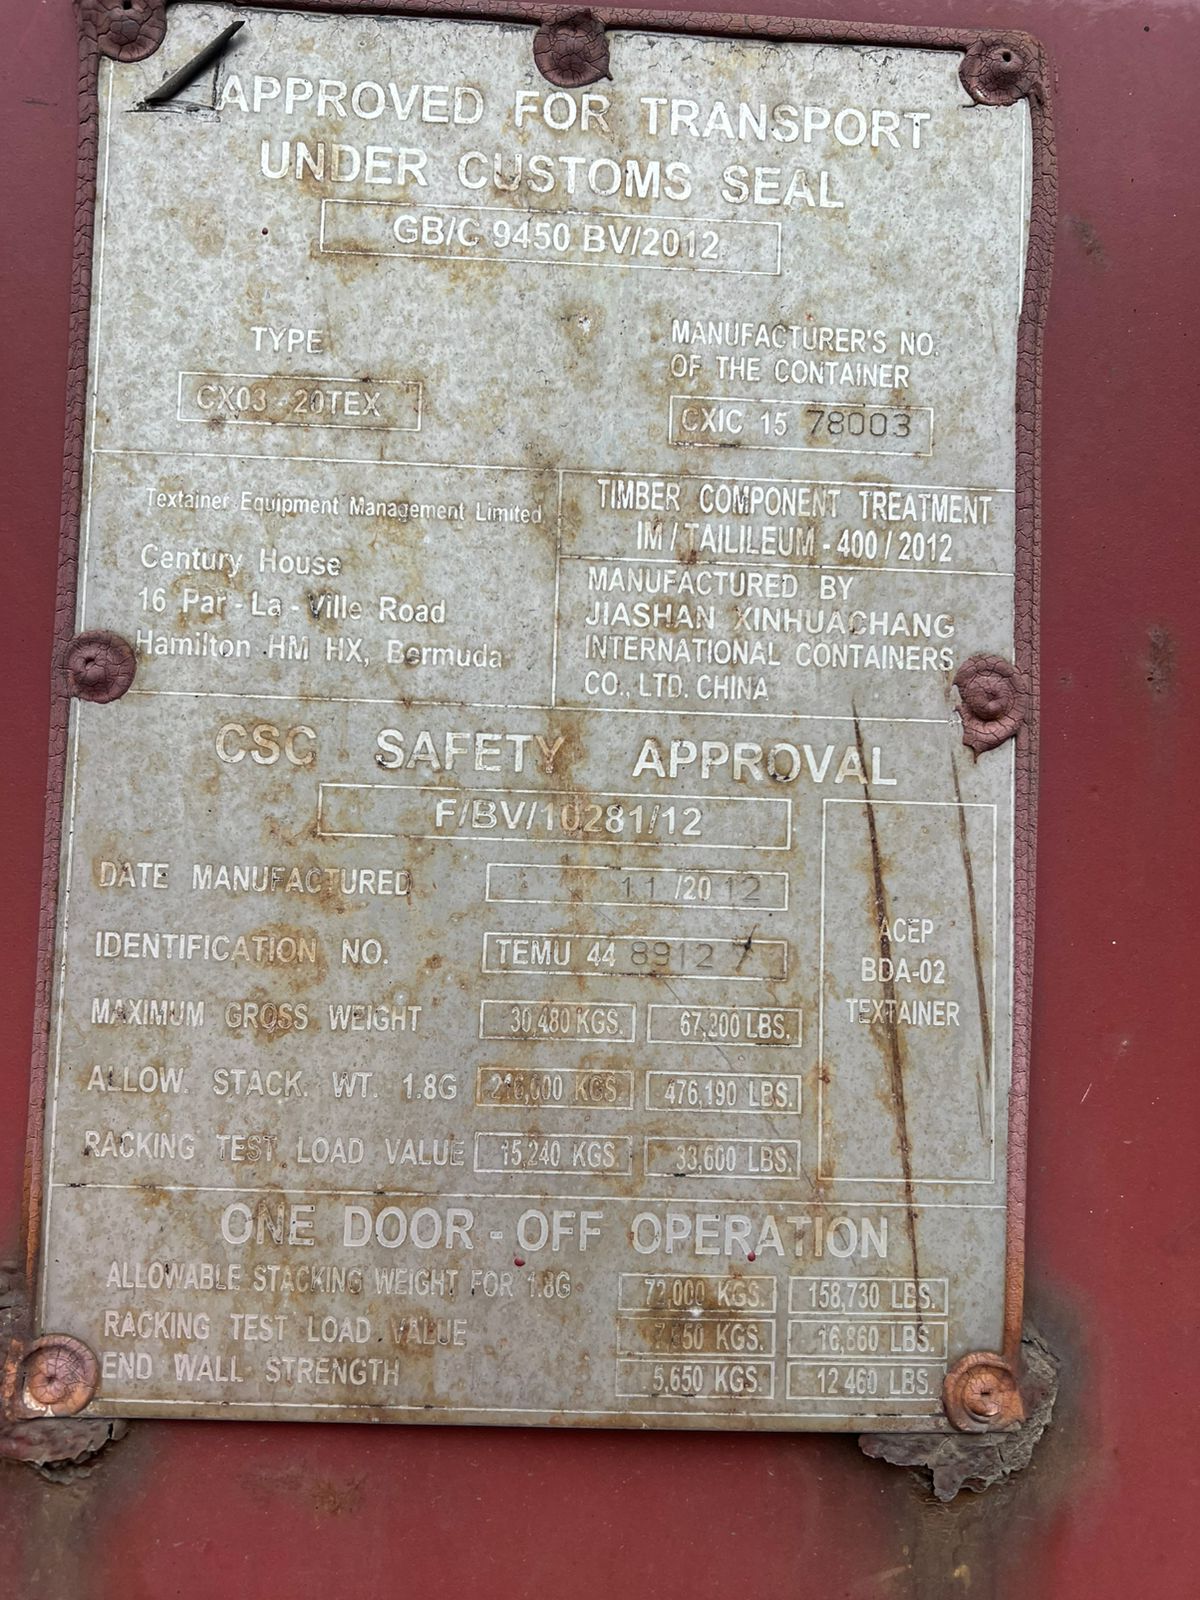 APPROVED FOR TRANSPORT
UNDER CUSTOMS SEAL
GB/C 9450 BV/2012
TYPE
CX03 - 20TEX
MANUFACTURER'S NO.
OF THE CONTAINER
CXIC 15 78003
Textainer Equipment Management Limited
Century House
16 Par - La - Ville Road
Hamilton HM HX, Bermuda
TIMBER COMPONENT TREATMENT
IM / TAILILEUM - 400 / 2012
MANUFACTURED BY
JIASHAN XINHUACHANG
INTERNATIONAL CONTAINERS
CO., LTD. CHINA
CSC SAFETY APPROVAL
F/BV/10281/12
DATE MANUFACTURED 11 /20 12
IDENTIFICATION NO. TEMU 44 8912 7
MAXIMUM GROSS WEIGHT 30,480 KGS. 67,200 LBS.
ALLOW. STACK. WT. 1.8G 216,000 KGS. 476,190 LBS.
RACKING TEST LOAD VALUE 15,240 KGS. 33,600 LBS.
ACEP
BDA-02
TEXTAINER
ONE DOOR - OFF OPERATION
ALLOWABLE STACKING WEIGHT FOR 1.8G 72,000 KGS. 158,730 LBS.
RACKING TEST LOAD VALUE 7,650 KGS. 16,860 LBS.
END WALL STRENGTH 5,650 KGS. 12 460 LBS.